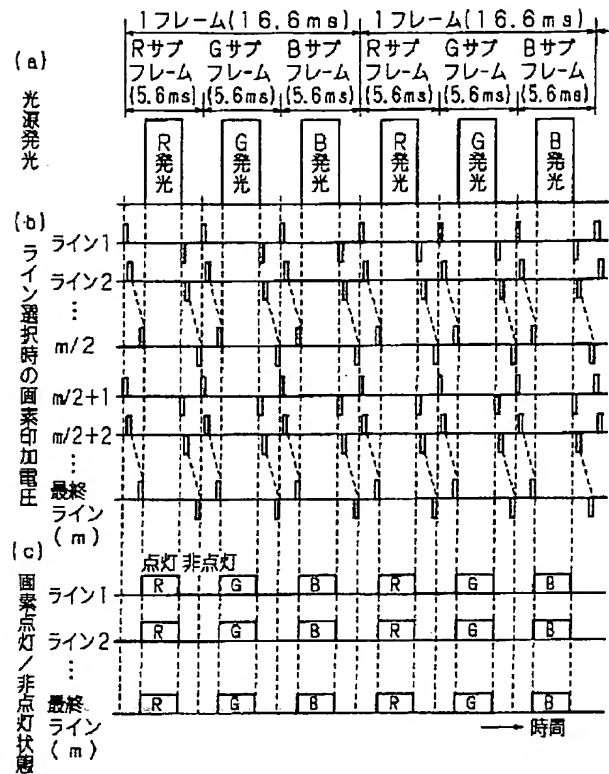 1フレーム(16.6ms) 1フレーム(16.6ms)
(a)
Rサブ Gサブ Bサブ Rサブ Gサブ Bサブ
フレーム フレーム フレーム フレーム フレーム フレーム
(5.6ms) (5.6ms) (5.6ms) (5.6ms) (5.6ms) (5.6ms)
光源発光
R発光 G発光 B発光 R発光 G発光 B発光
(b)
ライン選択時の画素印加電圧
ライン1
ライン2
⋮
m/2
m/2+1
m/2+2
⋮
最終
ライン
(m)
(c)
画素点灯/非点灯状態
点灯 非点灯
ライン1 R G B R G B
ライン2 R G B R G B
⋮
最終 R G B R G B
ライン
(m)
時間